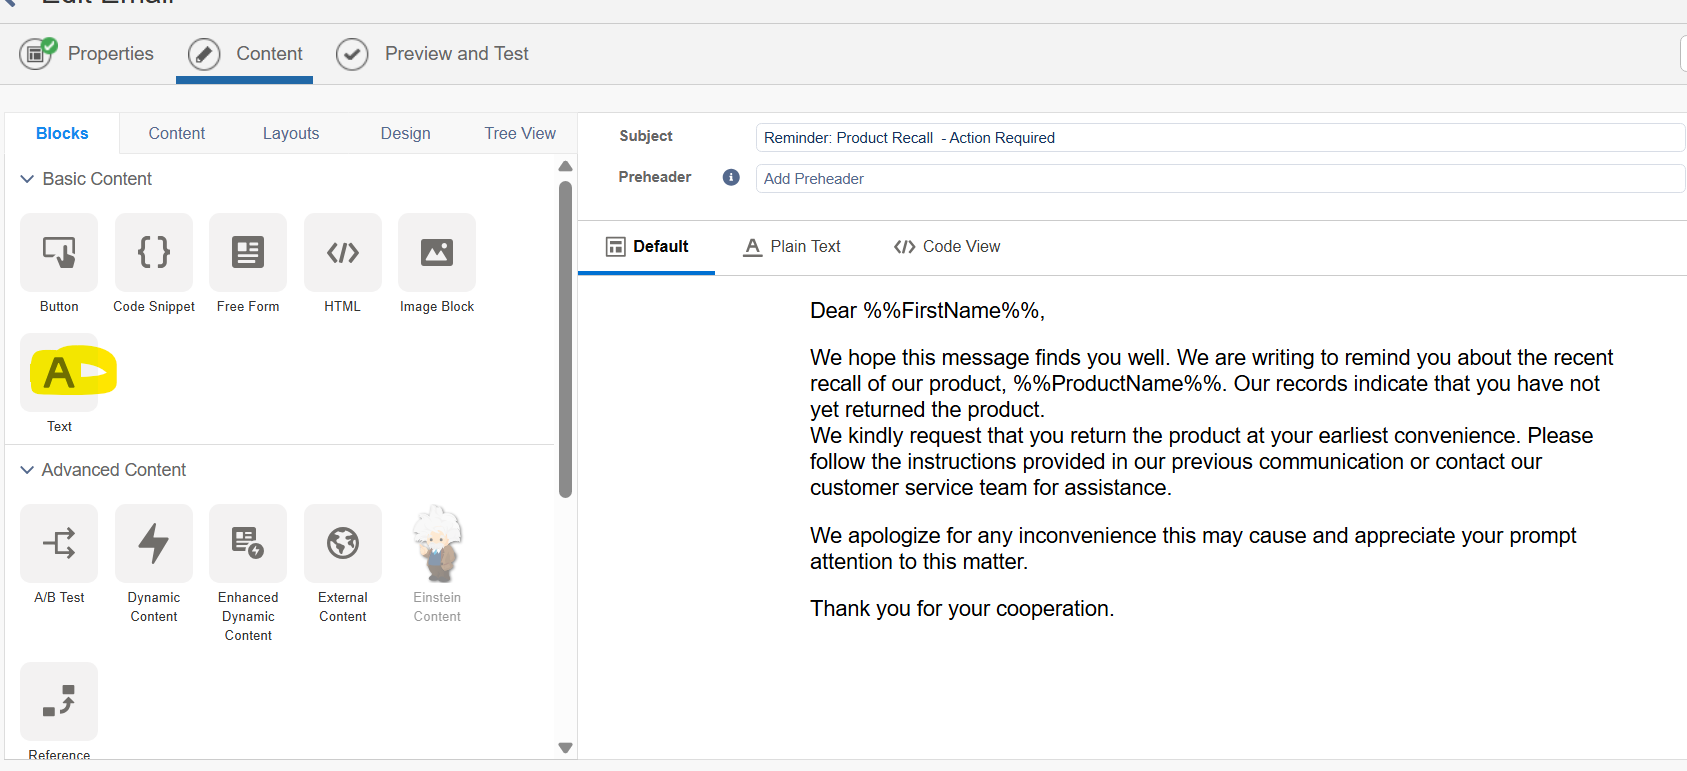 Edit Email
Properties
Content
Preview and Test
Blocks
Content
Layouts
Design
Tree View
Basic Content
Button
Code Snippet
Free Form
HTML
Image Block
A
Text
Advanced Content
A/B Test
Dynamic
Content
Enhanced
Dynamic
Content
External
Content
Einstein
Content
Reference
Subject
Reminder: Product Recall  - Action Required
Preheader
Add Preheader
Default
Plain Text
Code View
Dear %%FirstName%%,
We hope this message finds you well. We are writing to remind you about the recent
recall of our product, %%ProductName%%. Our records indicate that you have not
yet returned the product.
We kindly request that you return the product at your earliest convenience. Please
follow the instructions provided in our previous communication or contact our
customer service team for assistance.
We apologize for any inconvenience this may cause and appreciate your prompt
attention to this matter.
Thank you for your cooperation.